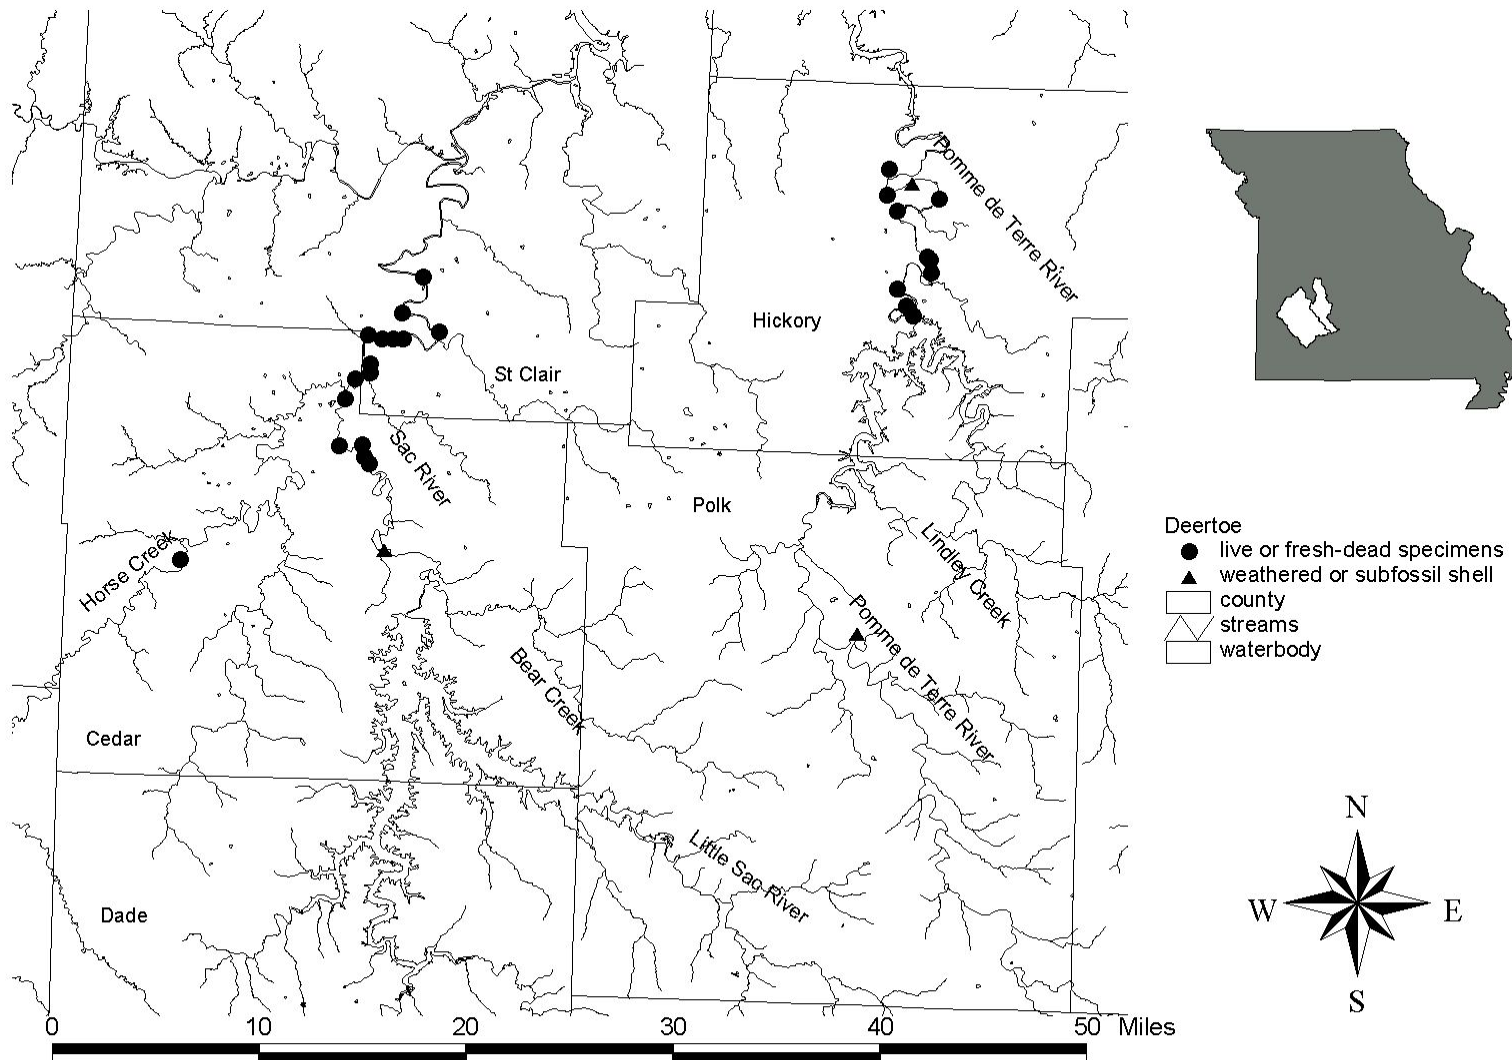 Pomme de Terre River
Hickory
St Clair
Sac River
Polk
Lindley Creek
Horse Creek
Pomme de Terre River
Bear Creek
Cedar
Little Sac River
Dade
0 10 20 30 40 50 Miles
Deertoe
live or fresh-dead specimens
weathered or subfossil shell
county
streams
waterbody
N
W E
S